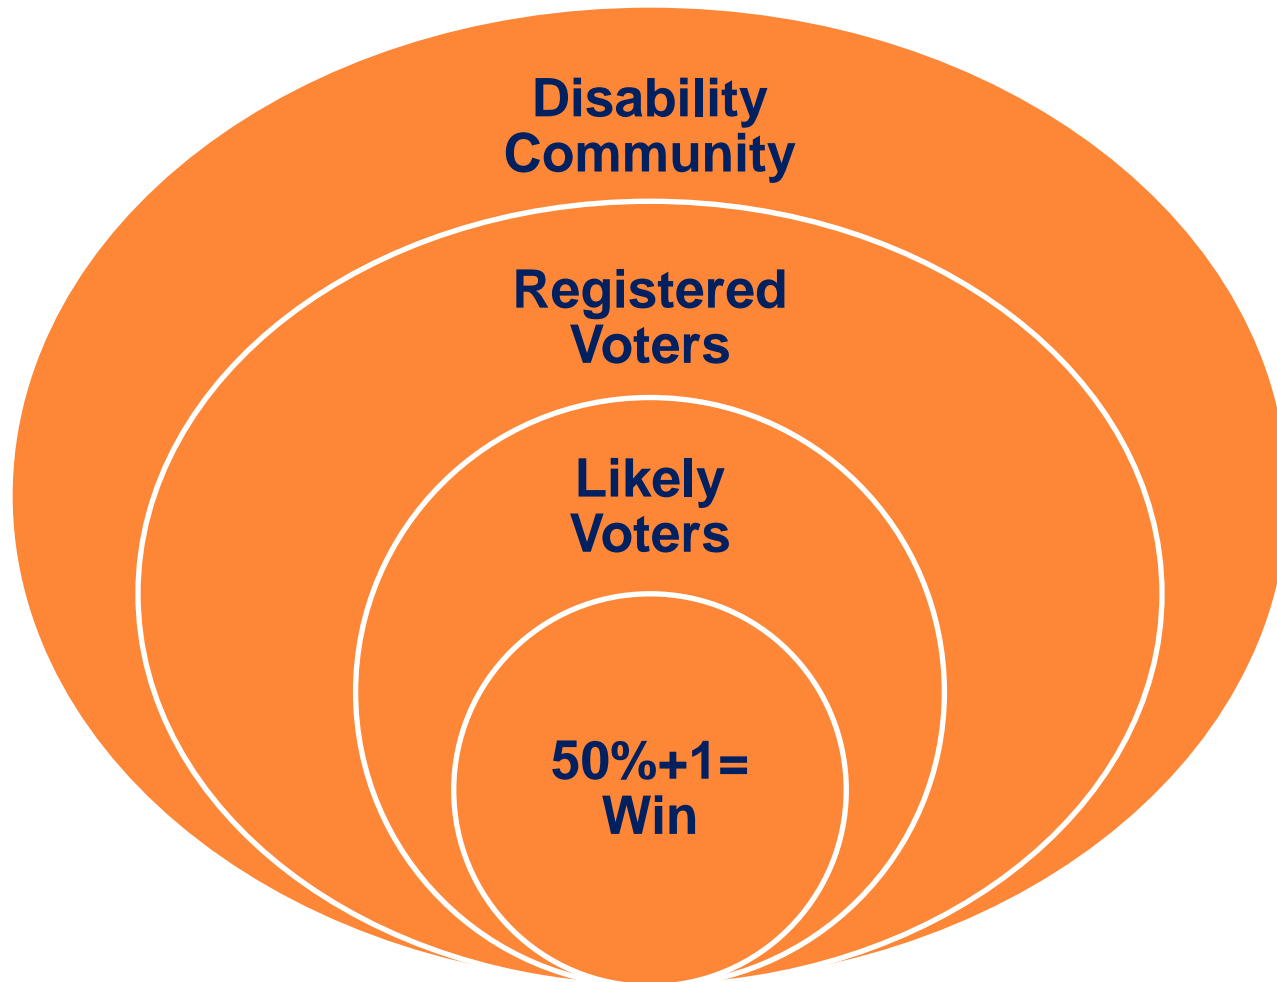 Disability
Community
Registered
Voters
Likely
Voters
50%+1=
Win